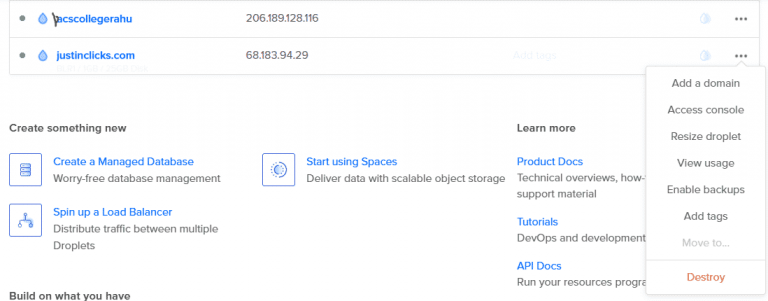 acscollegerahu 206.189.128.116
justinclicks.com 68.183.94.29 Add tags
Add a domain
Access console
Resize droplet
View usage
Enable backups
Add tags
Move to...
Destroy
Create something new
Create a Managed Database
Worry-free database management
Spin up a Load Balancer
Distribute traffic between multiple
Droplets
Start using Spaces
Deliver data with scalable object storage
Learn more
Product Docs
Technical overviews, how-
support material
Tutorials
DevOps and development
API Docs
Run your resources progra
Build on what you have